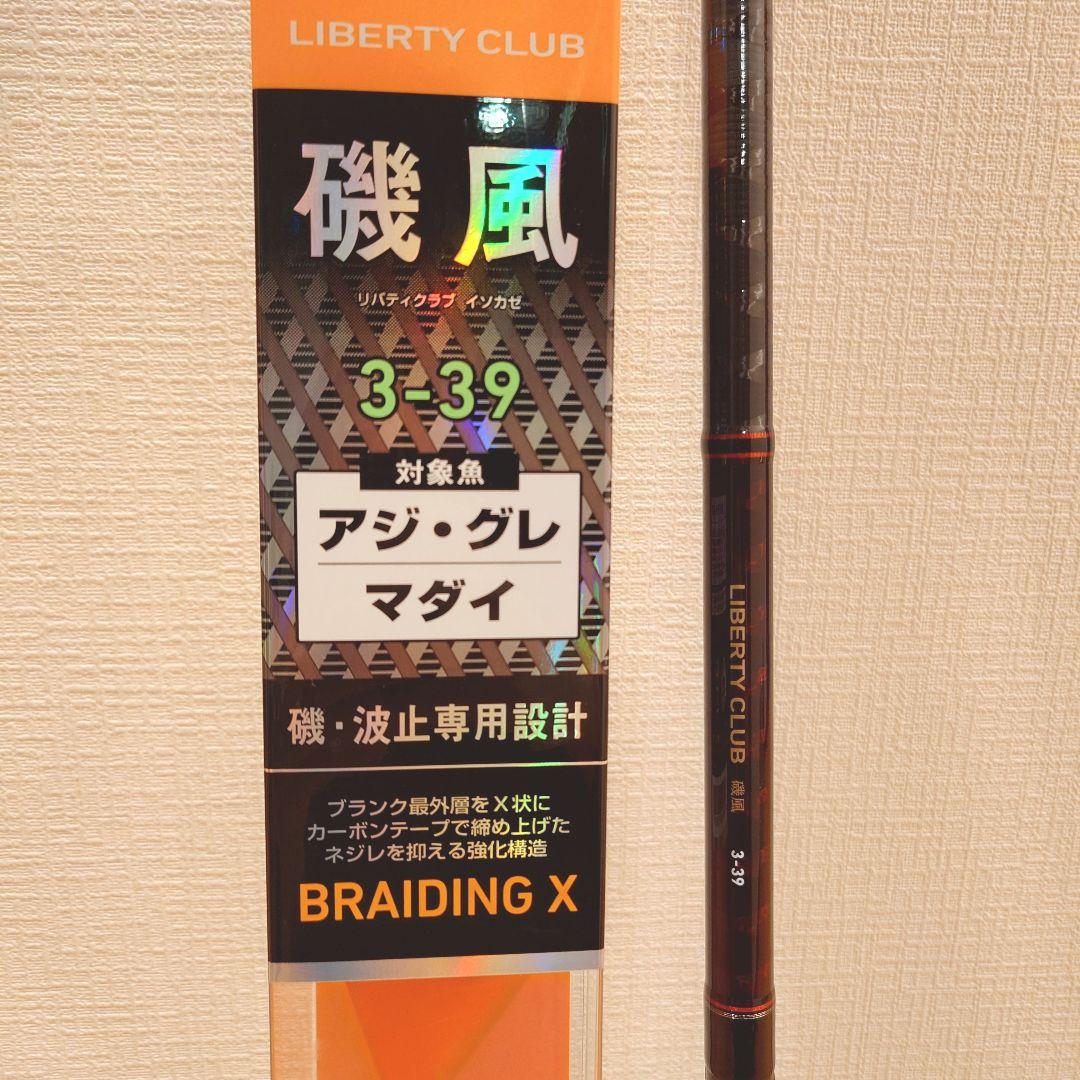 LIBERTY CLUB
磯風
リバティクラブ イソカゼ
3-39
対象魚
アジ・グレ
マダイ
磯・波止専用設計
ブランク最外層をX状に
カーボンテープで締め上げた
ネジレを抑える強化構造
BRAIDING X
LIBERTY CLUB 磯風 3-39